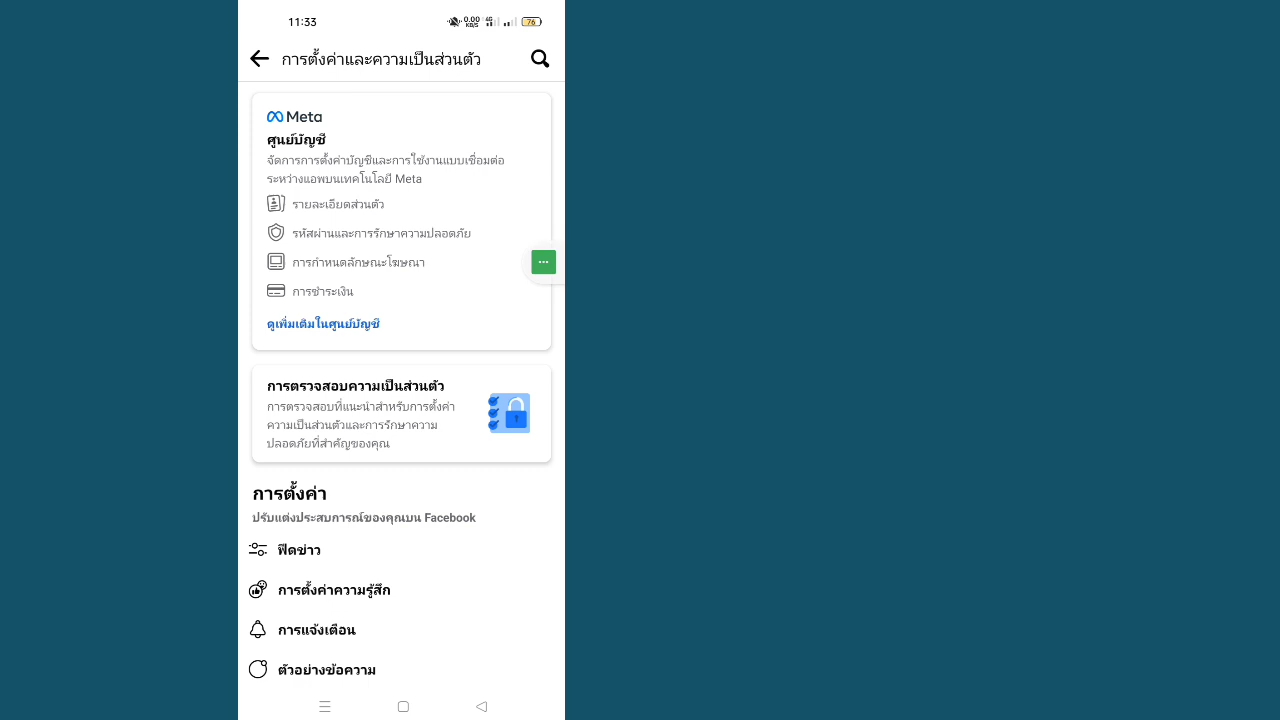 11:33
0.00
KB/S
4G
76
การตั้งค่าและความเป็นส่วนตัว
Meta
ศูนย์บัญชี
จัดการการตั้งค่าบัญชีและการใช้งานแบบเชื่อมต่อ
ระหว่างแอพบนเทคโนโลยี Meta
รายละเอียดส่วนตัว
รหัสผ่านและการรักษาความปลอดภัย
การกำหนดลักษณะโฆษณา
การชำระเงิน
ดูเพิ่มเติมในศูนย์บัญชี
การตรวจสอบความเป็นส่วนตัว
การตรวจสอบที่แนะนำสำหรับการตั้งค่า
ความเป็นส่วนตัวและการรักษาความ
ปลอดภัยที่สำคัญของคุณ
การตั้งค่า
ปรับแต่งประสบการณ์ของคุณบน Facebook
ฟีดข่าว
การตั้งค่าความรู้สึก
การแจ้งเตือน
ตัวอย่างข้อความ